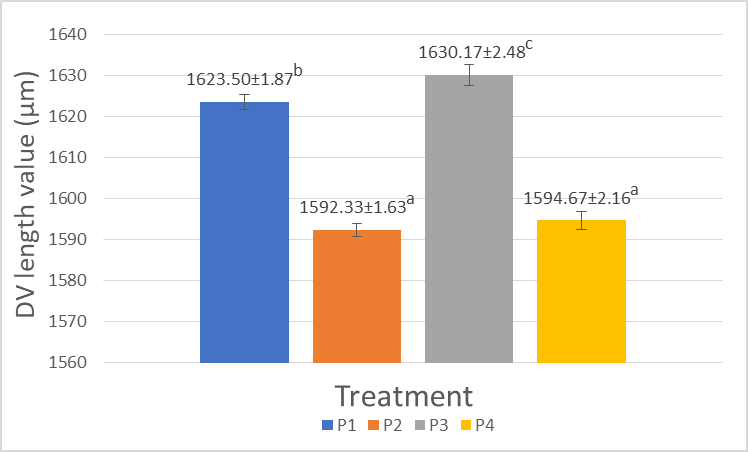 DV length value (µm)
1640
1630
1620
1610
1600
1590
1580
1570
1560
1623.50±1.87b
1592.33±1.63a
1630.17±2.48c
1594.67±2.16a
Treatment
P1 P2 P3 P4